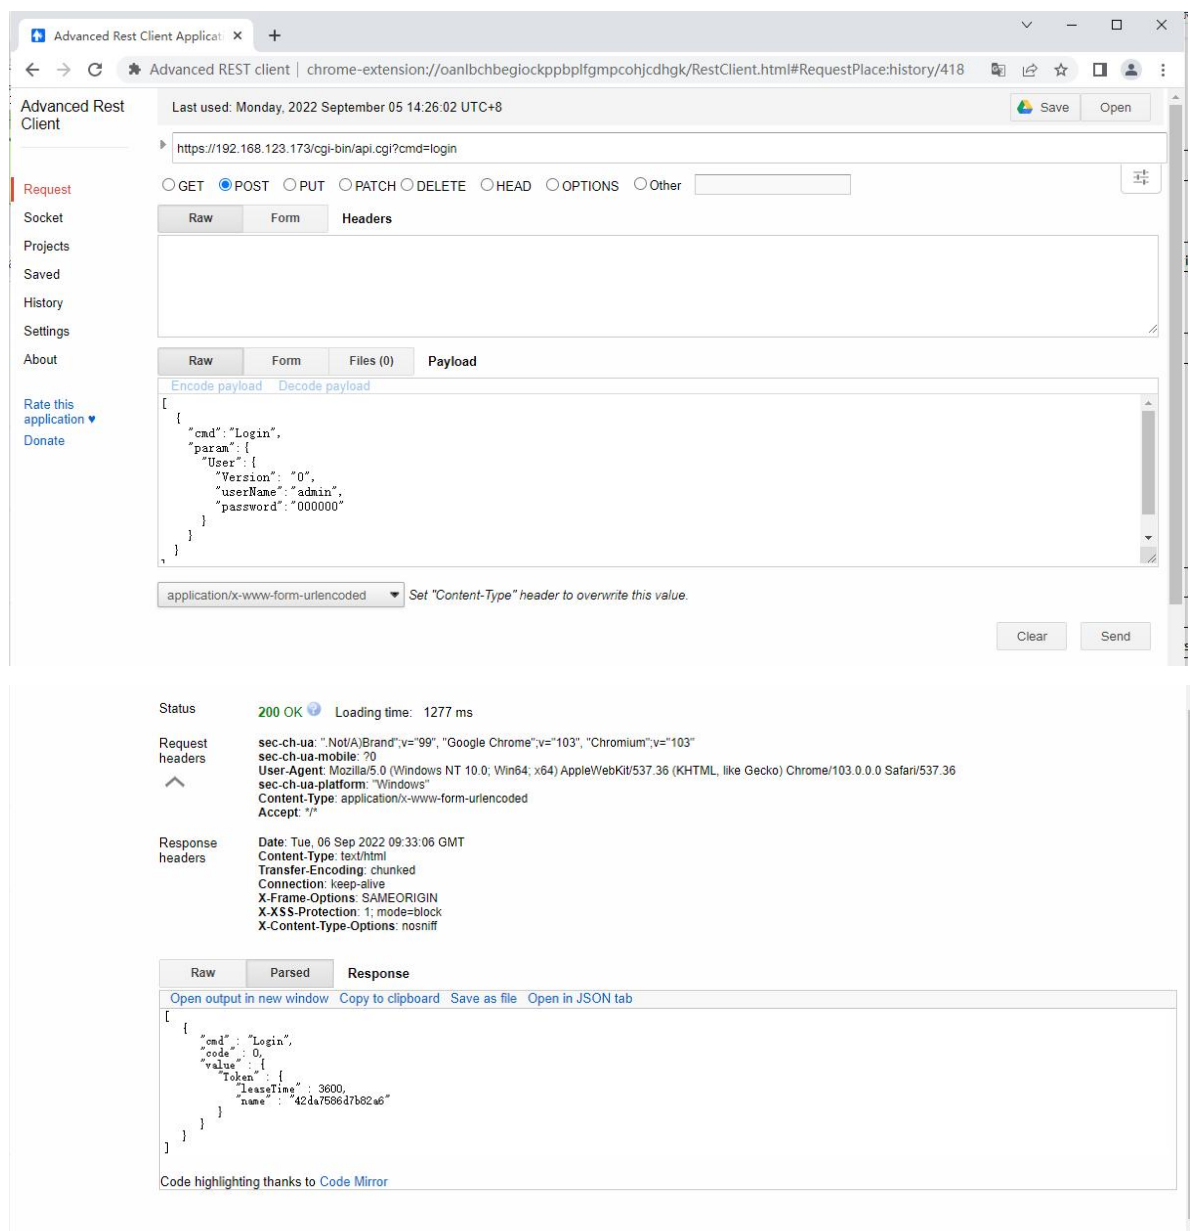 Advanced Rest Client Applicat
Advanced REST client | chrome-extension://oanlbchbegiockppbplfgmpcohjcdhgk/RestClient.html#RequestPlace:history/418
Advanced Rest Client
Last used: Monday, 2022 September 05 14:26:02 UTC+8
Save Open
https://192.168.123.173/cgi-bin/api.cgi?cmd=login
GET POST PUT PATCH DELETE HEAD OPTIONS Other
Request
Socket
Projects
Saved
History
Settings
About
Rate this application ♥
Donate
Raw Form Headers
Raw Form Files (0) Payload
Encode payload Decode payload
[
{
"cmd":"Login",
"param":{
"User":{
"Version": "0",
"userName":"admin",
"password":"000000"
}
}
}
application/x-www-form-urlencoded Set "Content-Type" header to overwrite this value.
Clear Send
Status 200 OK Loading time: 1277 ms
Request headers
sec-ch-ua: ".Not/A)Brand";v="99", "Google Chrome";v="103", "Chromium";v="103"
sec-ch-ua-mobile: ?0
User-Agent: Mozilla/5.0 (Windows NT 10.0; Win64; x64) AppleWebKit/537.36 (KHTML, like Gecko) Chrome/103.0.0.0 Safari/537.36
sec-ch-ua-platform: "Windows"
Content-Type: application/x-www-form-urlencoded
Accept: */*
Response headers
Date: Tue, 06 Sep 2022 09:33:06 GMT
Content-Type: text/html
Transfer-Encoding: chunked
Connection: keep-alive
X-Frame-Options: SAMEORIGIN
X-XSS-Protection: 1; mode=block
X-Content-Type-Options: nosniff
Raw Parsed Response
Open output in new window Copy to clipboard Save as file Open in JSON tab
[
{
"cmd" : "Login",
"code" : 0,
"value" : {
"Token" : {
"leaseTime" : 3600,
"name" : "42da7586d7b82a6"
}
}
}
]
Code highlighting thanks to Code Mirror